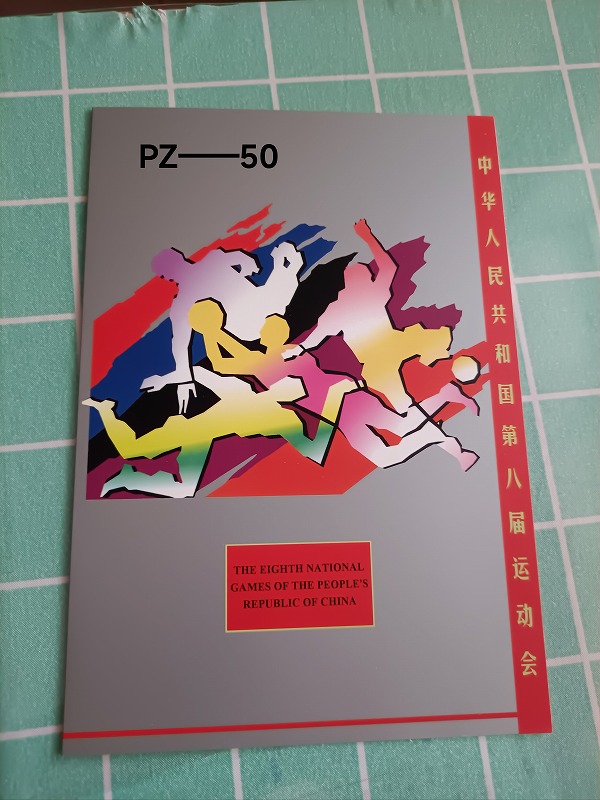 PZ——50
中华人民共和国第八届运动会
THE EIGHTH NATIONAL
GAMES OF THE PEOPLE'S
REPUBLIC OF CHINA